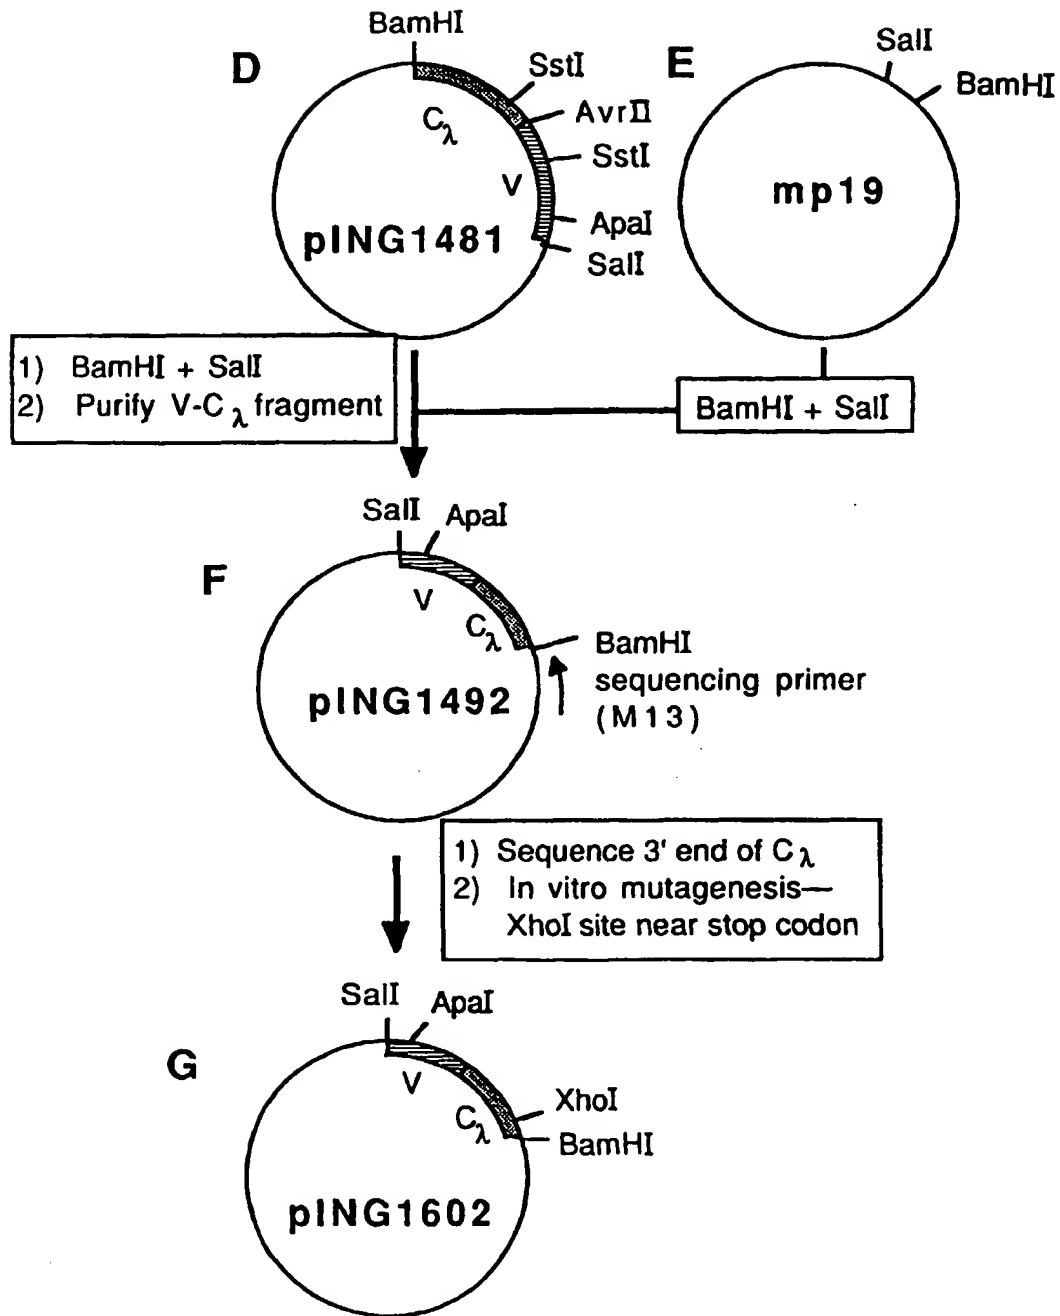 BamHI
D
SstI
AvrII
Cλ
SstI
V
ApaI
SalI
pING1481
E
SalI
BamHI
mp19
1) BamHI + SalI
2) Purify V-Cλ fragment
BamHI + SalI
SalI
ApaI
F
V
Cλ
BamHI
sequencing primer
(M13)
pING1492
1) Sequence 3' end of Cλ
2) In vitro mutagenesis—
XhoI site near stop codon
SalI
ApaI
G
V
Cλ
XhoI
BamHI
pING1602